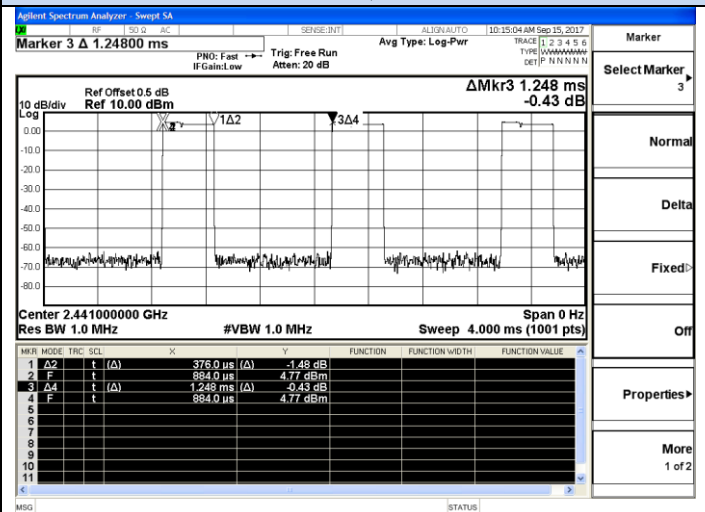 Agilent Spectrum Analyzer - Swept SA
RF 50 Ω AC SENSE:INT ALIGNAUTO 10:15:04 AM Sep 15, 2017
Marker 3 Δ 1.24800 ms
PNO: Fast
IFGain:Low
Trig: Free Run
Atten: 20 dB
Avg Type: Log-Pwr
TRACE 1 2 3 4 5 6
TYPE
DET P N N N N N
Ref Offset 0.5 dB
10 dB/div Ref 10.00 dBm
ΔMkr3 1.248 ms
-0.43 dB
Log
0.00
-10.0
-20.0
-30.0
-40.0
-50.0
-60.0
-70.0
-80.0
1Δ2
3Δ4
Center 2.441000000 GHz Span 0 Hz
Res BW 1.0 MHz #VBW 1.0 MHz Sweep 4.000 ms (1001 pts)
MKR MODE TRC SCL X Y FUNCTION FUNCTION WIDTH FUNCTION VALUE
1 Δ2 t (Δ) 376.0 µs (Δ) -1.48 dB
2 F t 884.0 µs 4.77 dBm
3 Δ4 t (Δ) 1.248 ms (Δ) -0.43 dB
4 F t 884.0 µs 4.77 dBm
5
6
7
8
9
10
11
MSG STATUS
Marker
Select Marker
3
Normal
Delta
Fixed
Off
Properties
More
1 of 2